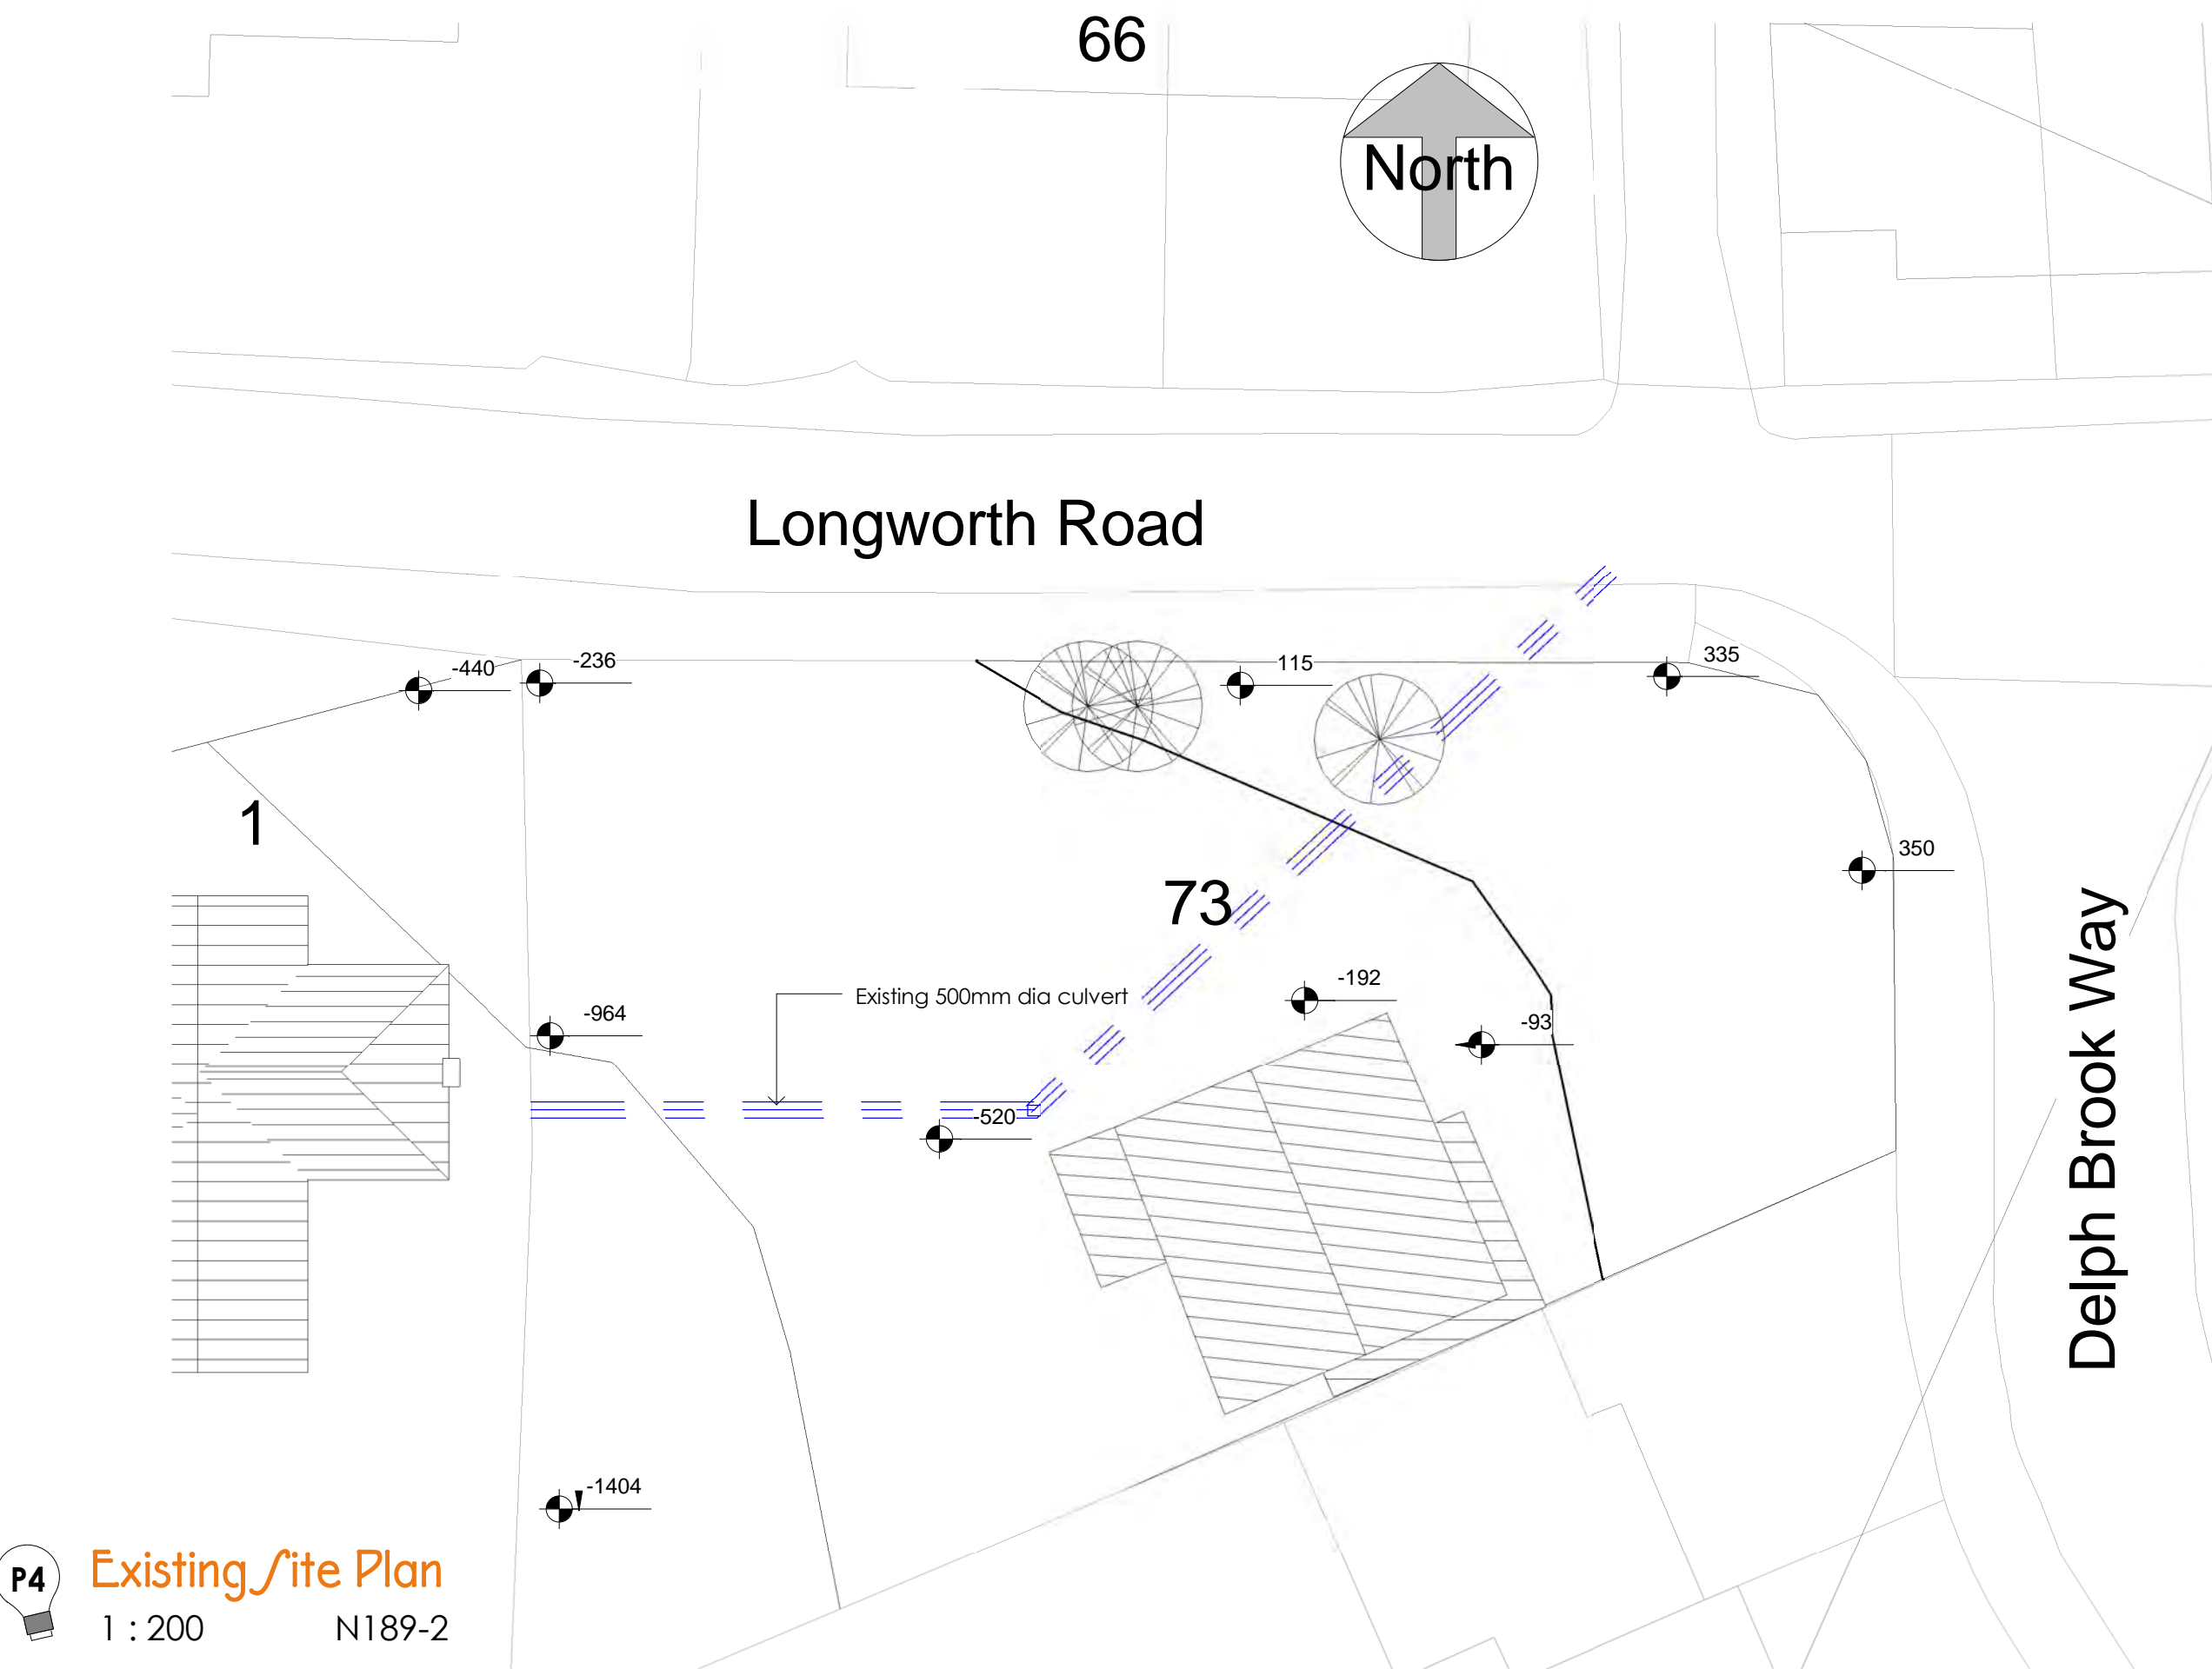 66
North
Longworth Road
-440
-236
115
335
1
350
73
-192
Existing 500mm dia culvert
-964
-93
-520
Delph Brook Way
-1404
P4
Existing Site Plan
1 : 200
N189-2